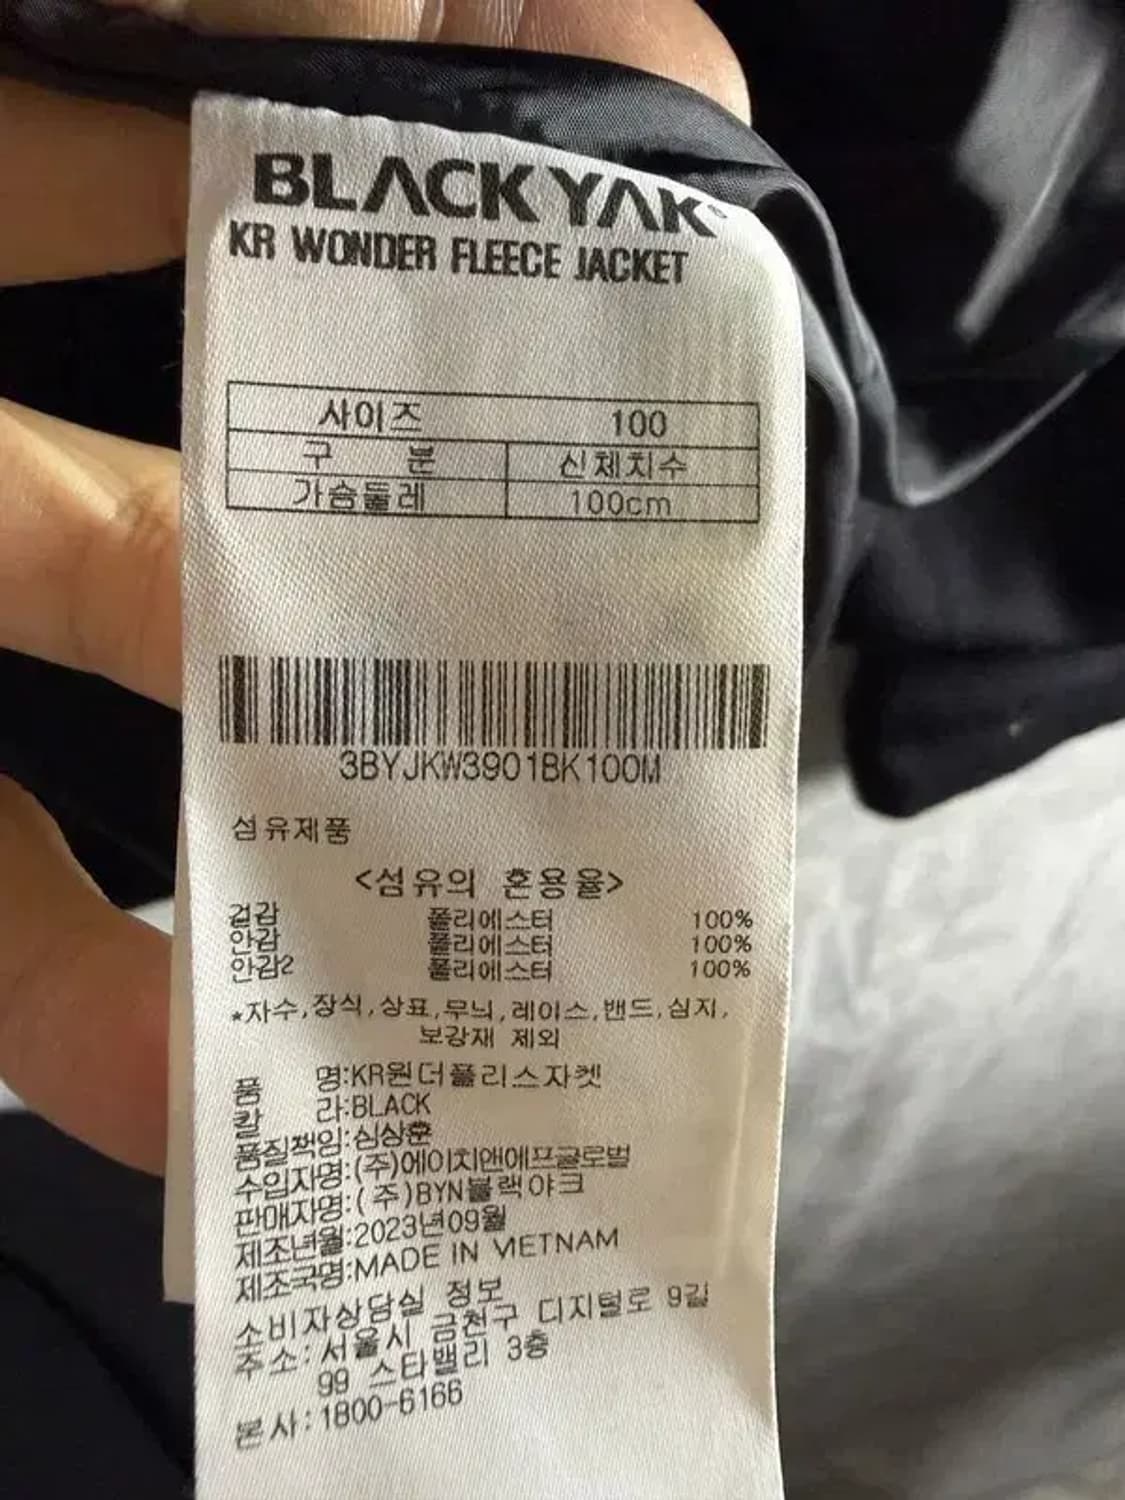 BLACKYAK
KR WONDER FLEECE JACKET
사이즈 100
구 분 신체치수
가슴둘레 100cm
3BYJKW3901BK100M
섬유제품
<섬유의 혼용율>
겉감 폴리에스터 100%
안감 폴리에스터 100%
안감2 폴리에스터 100%
*자수,장식,상표,무늬,레이스,밴드,심지,
보강재 제외
품 명:KR원더플리스자켓
칼 라:BLACK
품질책임:심상훈
수입자명:(주)에이치앤에프글로벌
판매자명:(주)BYN블랙야크
제조년월:2023년09월
제조국명:MADE IN VIETNAM
소비자상담실 정보
주소:서울시 금천구 디지털로 9길
99 스타밸리 3층
본사:1800-6166